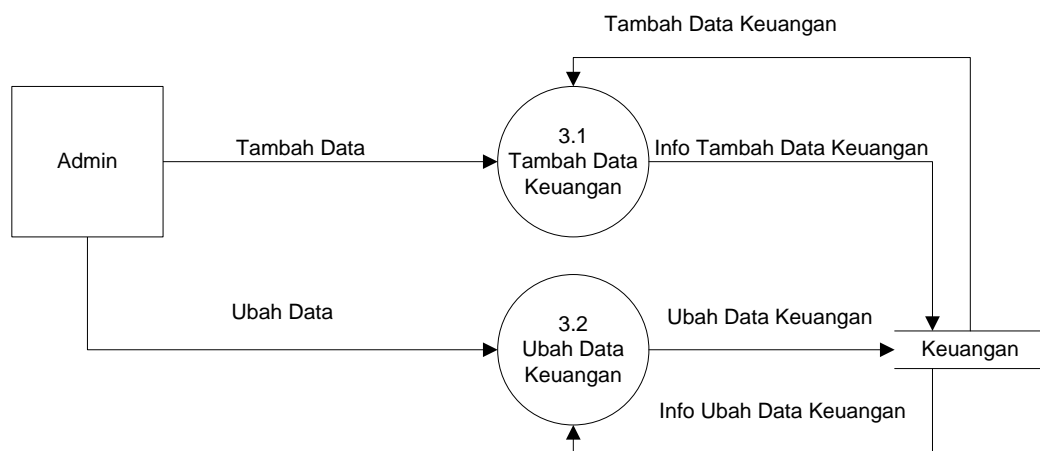 Tambah Data Keuangan
Admin
Tambah Data
3.1
Tambah Data
Keuangan
Info Tambah Data Keuangan
Ubah Data
3.2
Ubah Data
Keuangan
Ubah Data Keuangan
Keuangan
Info Ubah Data Keuangan